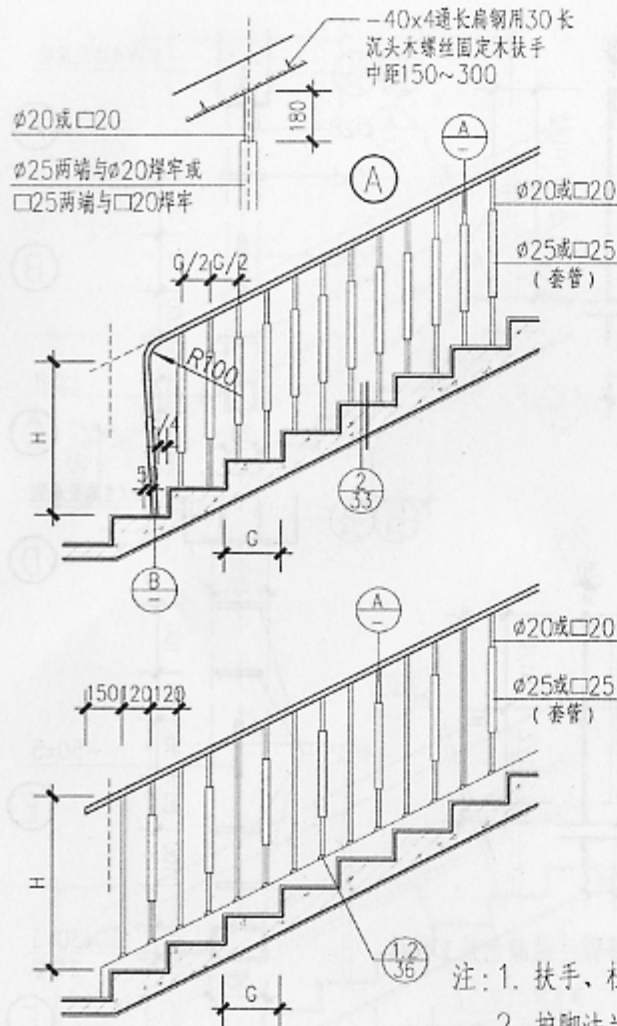 -40x4通长扁钢用30长
沉头木螺丝固定木扶手
中距150~300
180
ø20或□20
ø25两端与ø20焊牢或
□25两端与□20焊牢
A
A
-
ø20或□20
ø25或□25
(套管)
G/2 G/2
R100
H
5
2
33
G
B
-
A
-
ø20或□20
ø25或□25
(套管)
150 120 120
H
1,2
36
G
注: 1. 扶手、
2.